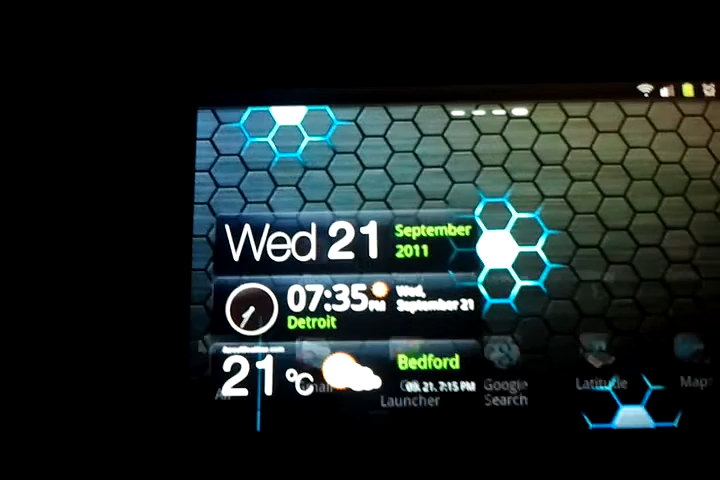 Wed 21 September
2011
07:35 PM Wed,
September 21
Detroit
21°C Bedford
09. 21. 7:15 PM
Launcher
Google
Search
Latitude
Maps